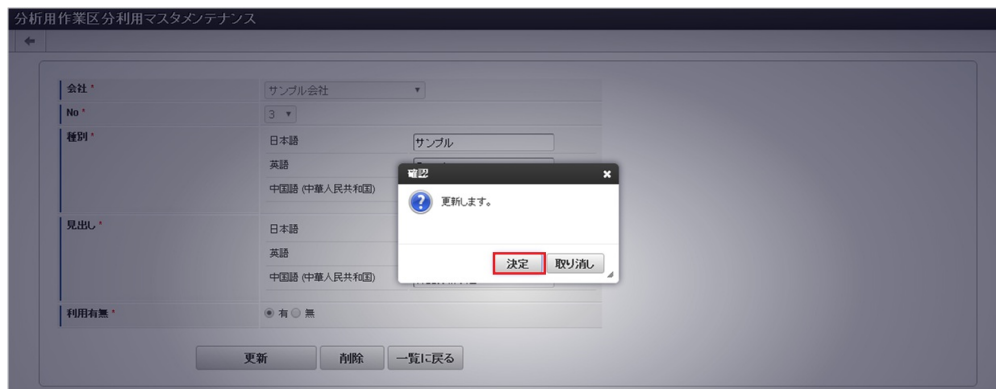 分析用作業区分利用マスタメンテナンス
会社 * サンプル会社
No * 3
種別 * 日本語 サンプル
英語
中国語 (中華人民共和国)
確認
更新します。
決定 取り消し
見出し * 日本語
英語
中国語 (中華人民共和国)
利用有無 * 有 無
更新 削除 一覧に戻る